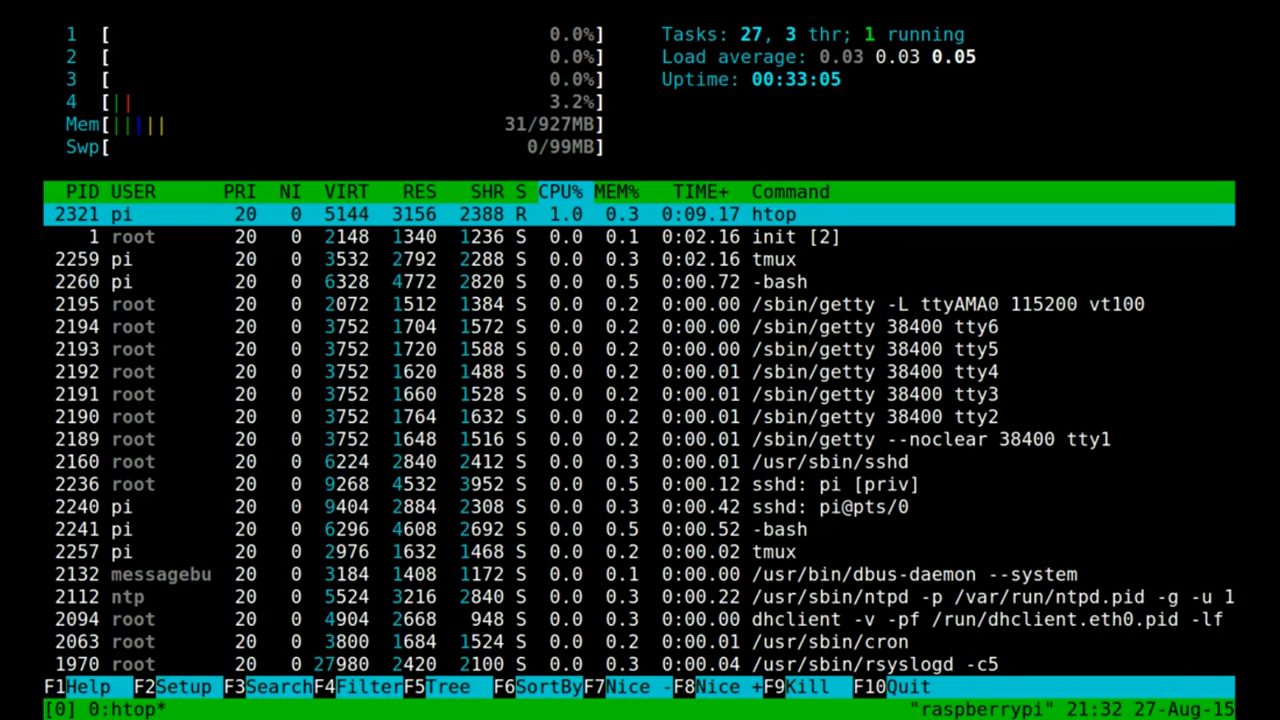 1 [ 0.0%] Tasks: 27, 3 thr; 1 running
2 [ 0.0%] Load average: 0.03 0.03 0.05
3 [ 0.0%] Uptime: 00:33:05
4 [|| 3.2%]
Mem[||||| 31/927MB]
Swp[ 0/99MB]
PID USER PRI NI VIRT RES SHR S CPU% MEM% TIME+ Command
2321 pi 20 0 5144 3156 2388 R 1.0 0.3 0:09.17 htop
1 root 20 0 2148 1340 1236 S 0.0 0.1 0:02.16 init [2]
2259 pi 20 0 3532 2792 2288 S 0.0 0.3 0:02.16 tmux
2260 pi 20 0 6328 4772 2820 S 0.0 0.5 0:00.72 -bash
2195 root 20 0 2072 1512 1384 S 0.0 0.2 0:00.00 /sbin/getty -L ttyAMA0 115200 vt100
2194 root 20 0 3752 1704 1572 S 0.0 0.2 0:00.00 /sbin/getty 38400 tty6
2193 root 20 0 3752 1720 1588 S 0.0 0.2 0:00.00 /sbin/getty 38400 tty5
2192 root 20 0 3752 1620 1488 S 0.0 0.2 0:00.01 /sbin/getty 38400 tty4
2191 root 20 0 3752 1660 1528 S 0.0 0.2 0:00.01 /sbin/getty 38400 tty3
2190 root 20 0 3752 1764 1632 S 0.0 0.2 0:00.01 /sbin/getty 38400 tty2
2189 root 20 0 3752 1648 1516 S 0.0 0.2 0:00.01 /sbin/getty --noclear 38400 tty1
2160 root 20 0 6224 2840 2412 S 0.0 0.3 0:00.01 /usr/sbin/sshd
2236 root 20 0 9268 4532 3952 S 0.0 0.5 0:00.12 sshd: pi [priv]
2240 pi 20 0 9404 2884 2308 S 0.0 0.3 0:00.42 sshd: pi@pts/0
2241 pi 20 0 6296 4608 2692 S 0.0 0.5 0:00.52 -bash
2257 pi 20 0 2976 1632 1468 S 0.0 0.2 0:00.02 tmux
2132 messagebu 20 0 3184 1408 1172 S 0.0 0.1 0:00.00 /usr/bin/dbus-daemon --system
2112 ntp 20 0 5524 3216 2840 S 0.0 0.3 0:00.22 /usr/sbin/ntpd -p /var/run/ntpd.pid -g -u 1
2094 root 20 0 4904 2668 948 S 0.0 0.3 0:00.00 dhclient -v -pf /run/dhclient.eth0.pid -lf
2063 root 20 0 3800 1684 1524 S 0.0 0.2 0:00.01 /usr/sbin/cron
1970 root 20 0 27980 2420 2100 S 0.0 0.3 0:00.04 /usr/sbin/rsyslogd -c5
F1Help F2Setup F3SearchF4FilterF5Tree F6SortByF7Nice -F8Nice +F9Kill F10Quit
[0] 0:htop* "raspberrypi" 21:32 27-Aug-15